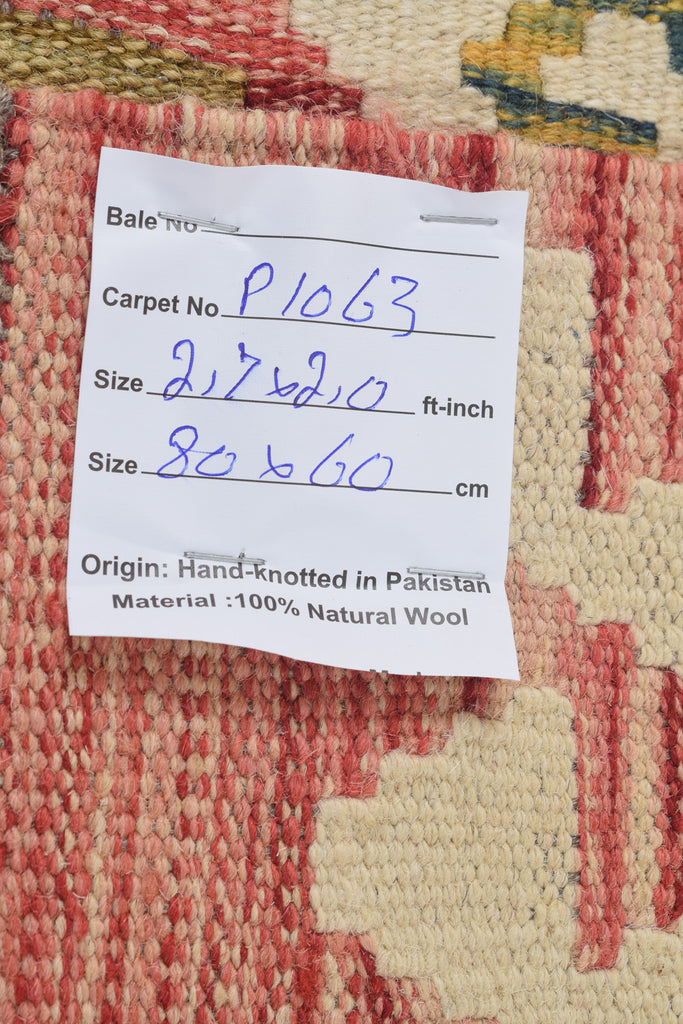 Bale No
Carpet No P1063
Size 2,7x2,0 ft-inch
Size 80x60 cm
Origin: Hand-knotted in Pakistan
Material :100% Natural Wool